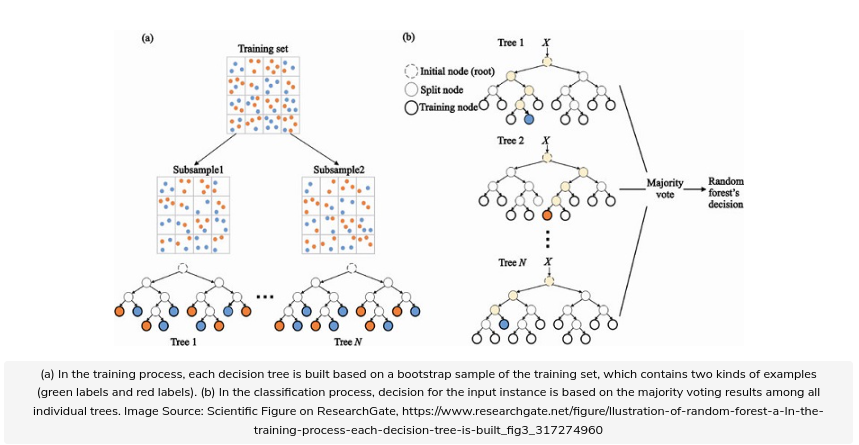 (a)
Training set
Subsample1
Subsample2
Tree 1
Tree N
(b)
Initial node (root)
Split node
Training node
Tree 1 X
Tree 2 X
Tree N X
Majority
vote
Random
forest's
decision
(a) In the training process, each decision tree is built based on a bootstrap sample of the training set, which contains two kinds of examples
(green labels and red labels). (b) In the classification process, decision for the input instance is based on the majority voting results among all
individual trees. Image Source: Scientific Figure on ResearchGate, https://www.researchgate.net/figure/Ilustration-of-random-forest-a-In-the-
training-process-each-decision-tree-is-built_fig3_317274960